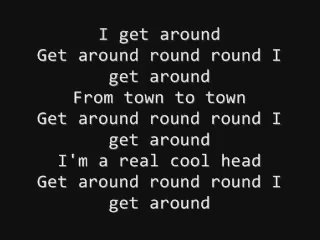 I get around
Get around round round I
get around
From town to town
Get around round round I
get around
I'm a real cool head
Get around round round I
get around